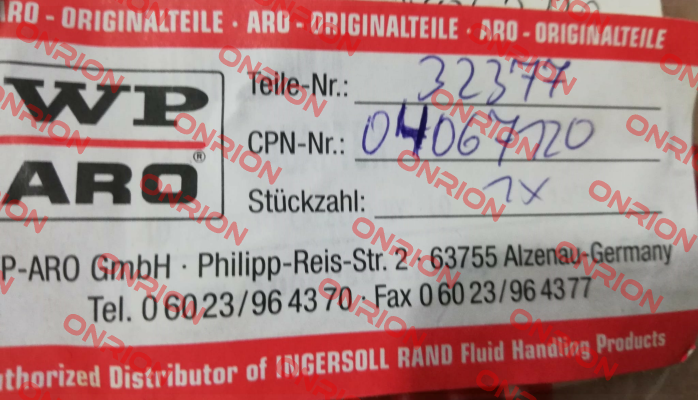 ARO - ORIGINALTEILE · ARO - ORIGINALTEILE · ARO - ORIGINALTEILE
WP
ARO®
Teile-Nr.: 32377
CPN-Nr.: 04067120
Stückzahl: 1x
P-ARO GmbH · Philipp-Reis-Str. 2 · 63755 Alzenau-Germany
Tel. 0 60 23/96 43 70 Fax 0 60 23/96 43 77
uthorized Distributor of INGERSOLL RAND Fluid Handling Products
ONRION